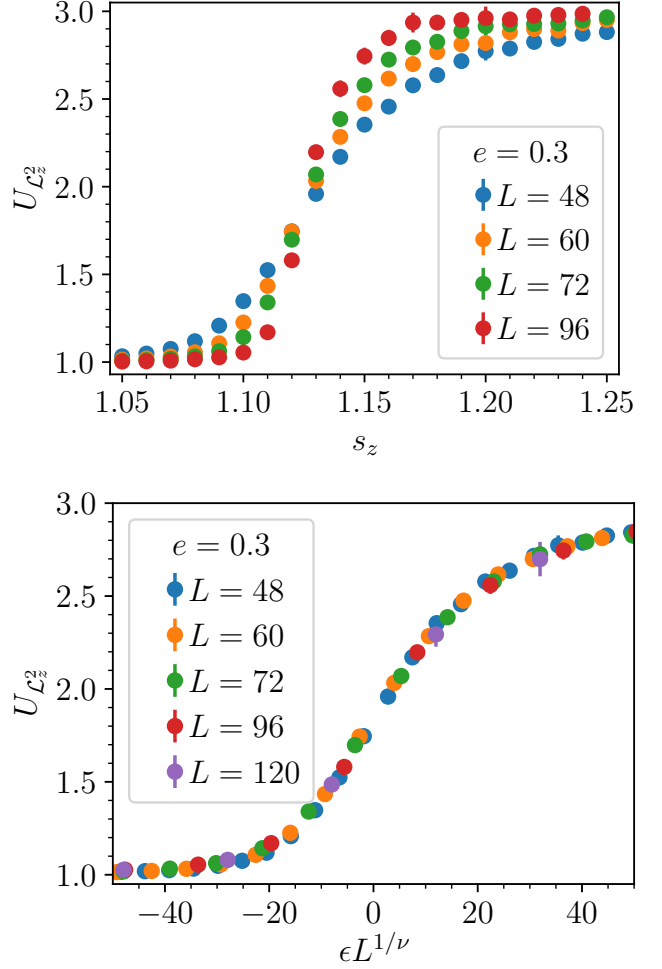 3.0
2.5
2.0
1.5
1.0
U_{\mathcal{L}_z^2}
e = 0.3
L = 48
L = 60
L = 72
L = 96
1.05
1.10
1.15
1.20
1.25
s_z
3.0
2.5
2.0
1.5
1.0
U_{\mathcal{L}_z^2}
e = 0.3
L = 48
L = 60
L = 72
L = 96
L = 120
−40
−20
0
20
40
ϵL^{1/ν}